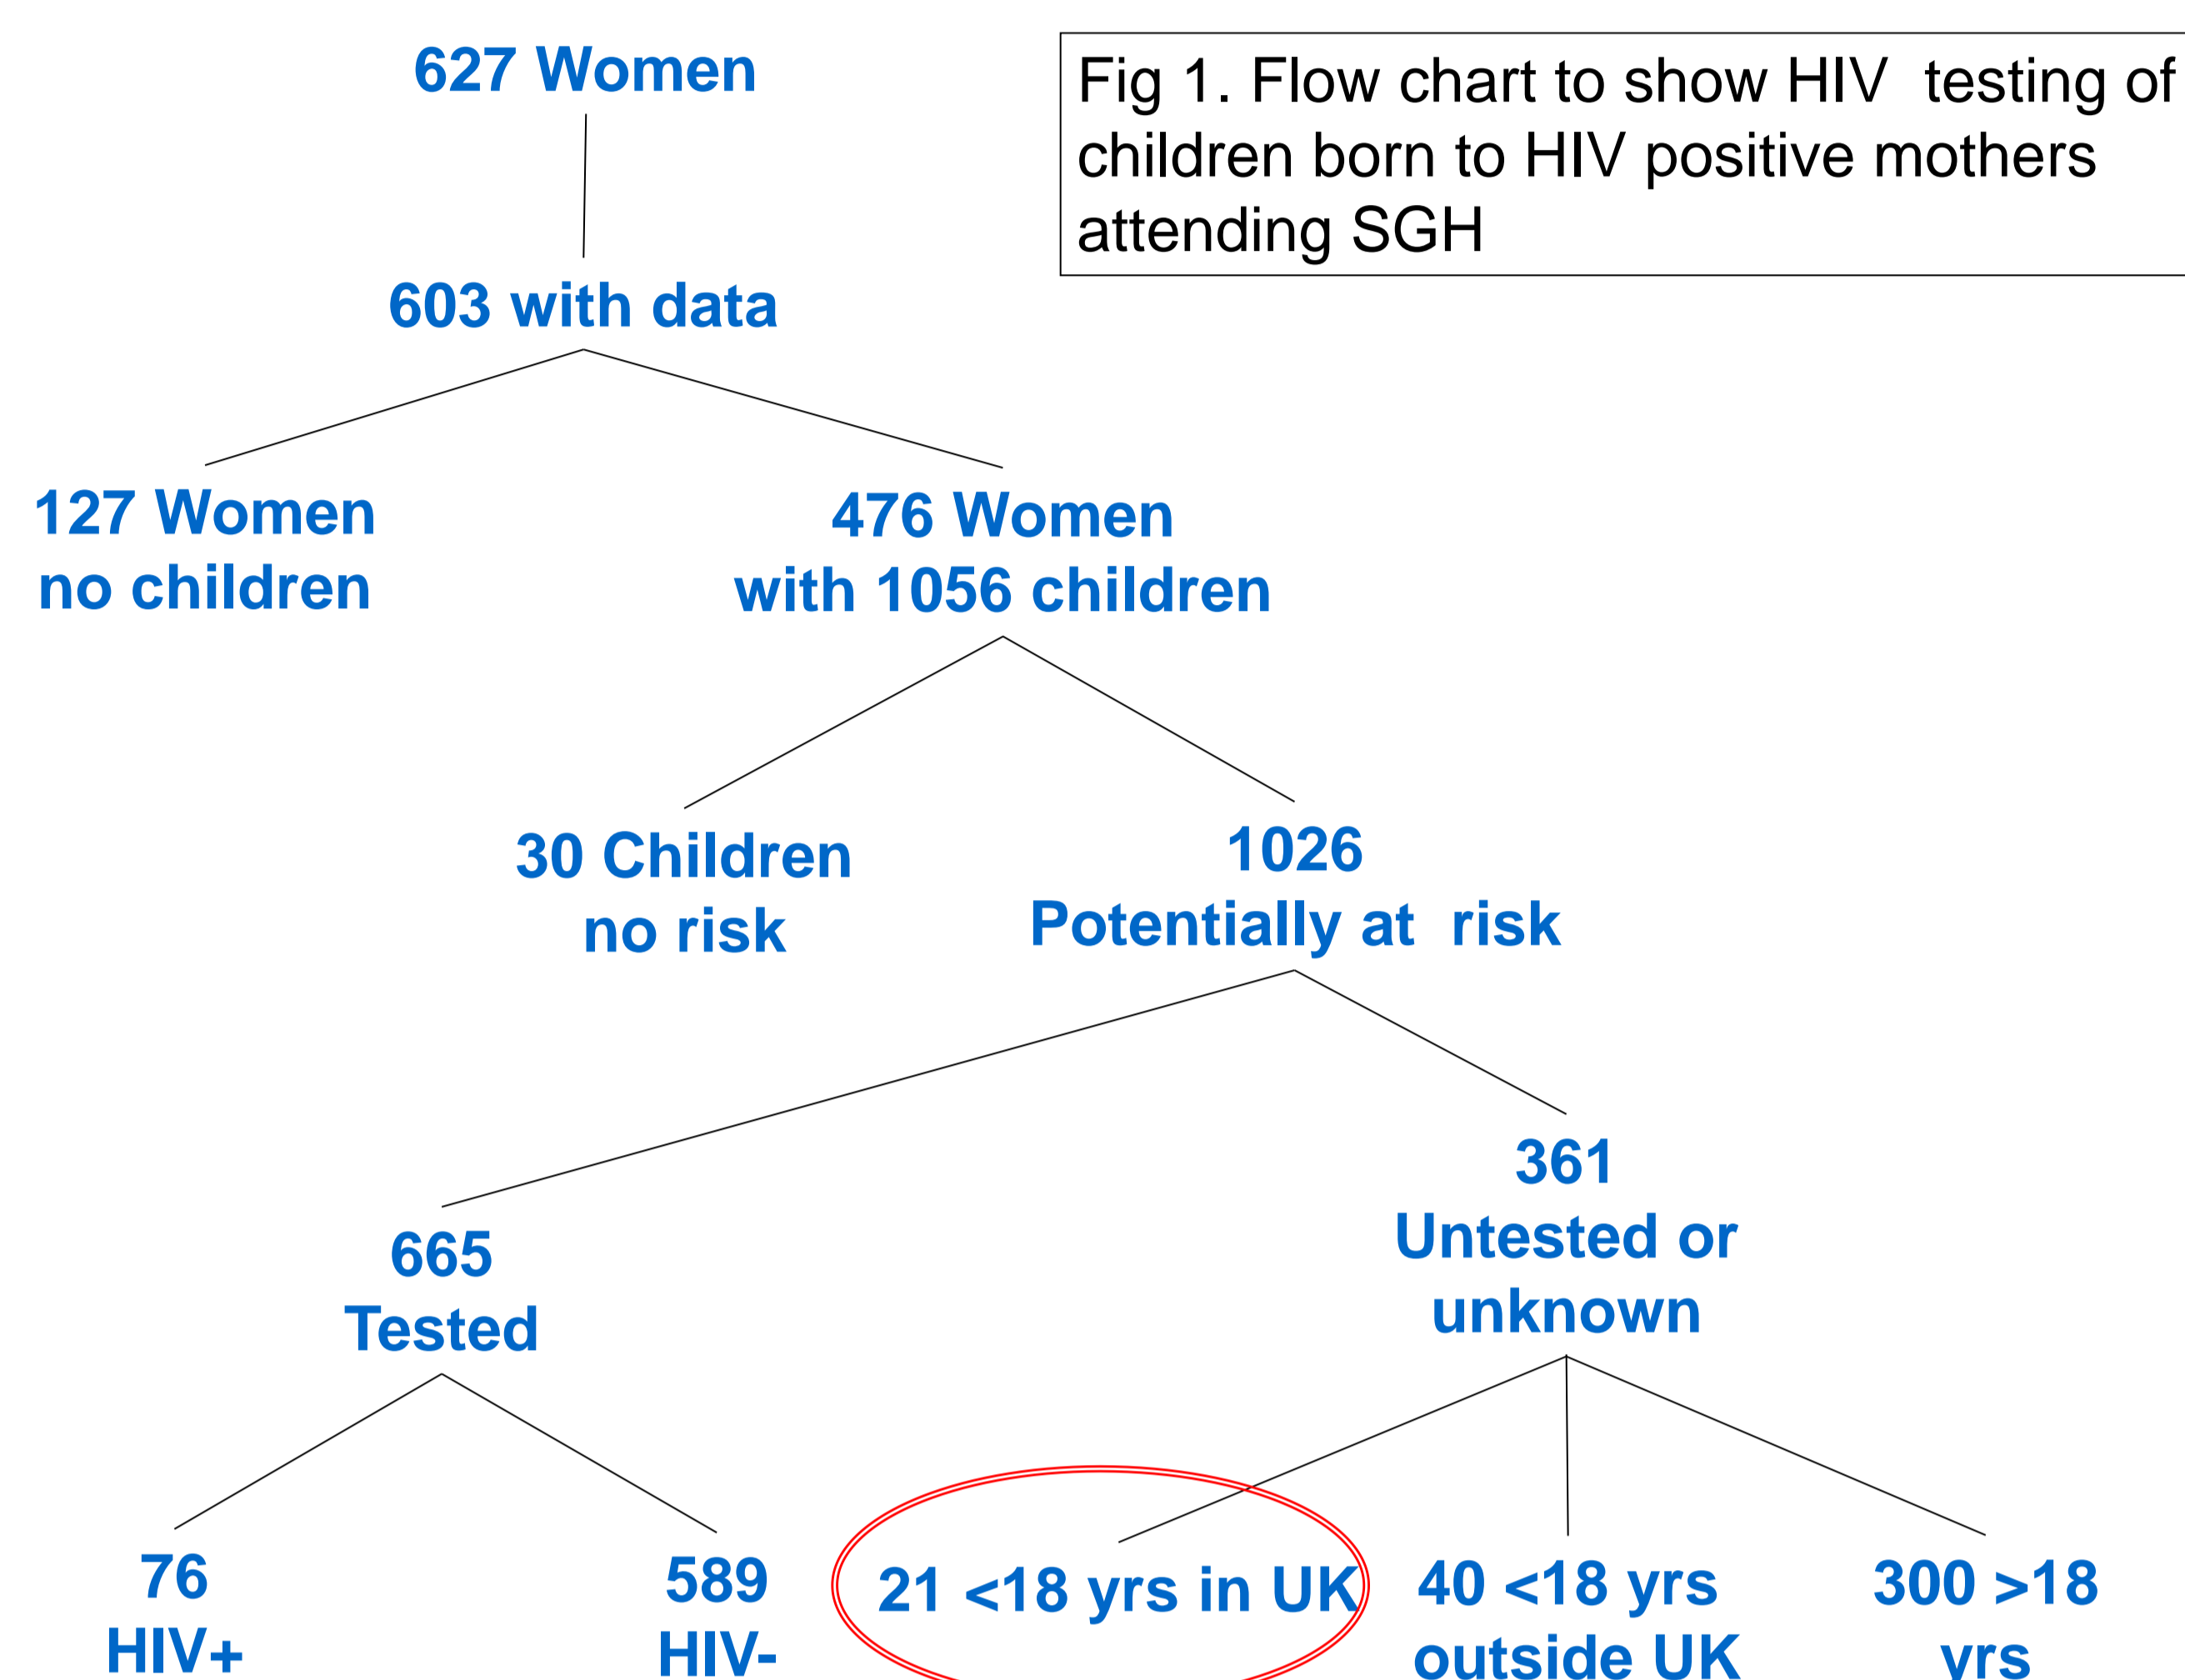 627 Women
Fig 1. Flow chart to show HIV testing of
children born to HIV positive mothers
attending SGH
603 with data
127 Women
no children
476 Women
with 1056 children
30 Children
no risk
1026
Potentially at risk
665
Tested
361
Untested or
unknown
76
HIV+
589
HIV-
21 <18 yrs in UK
40 <18 yrs
outside UK
300 >18
yrs